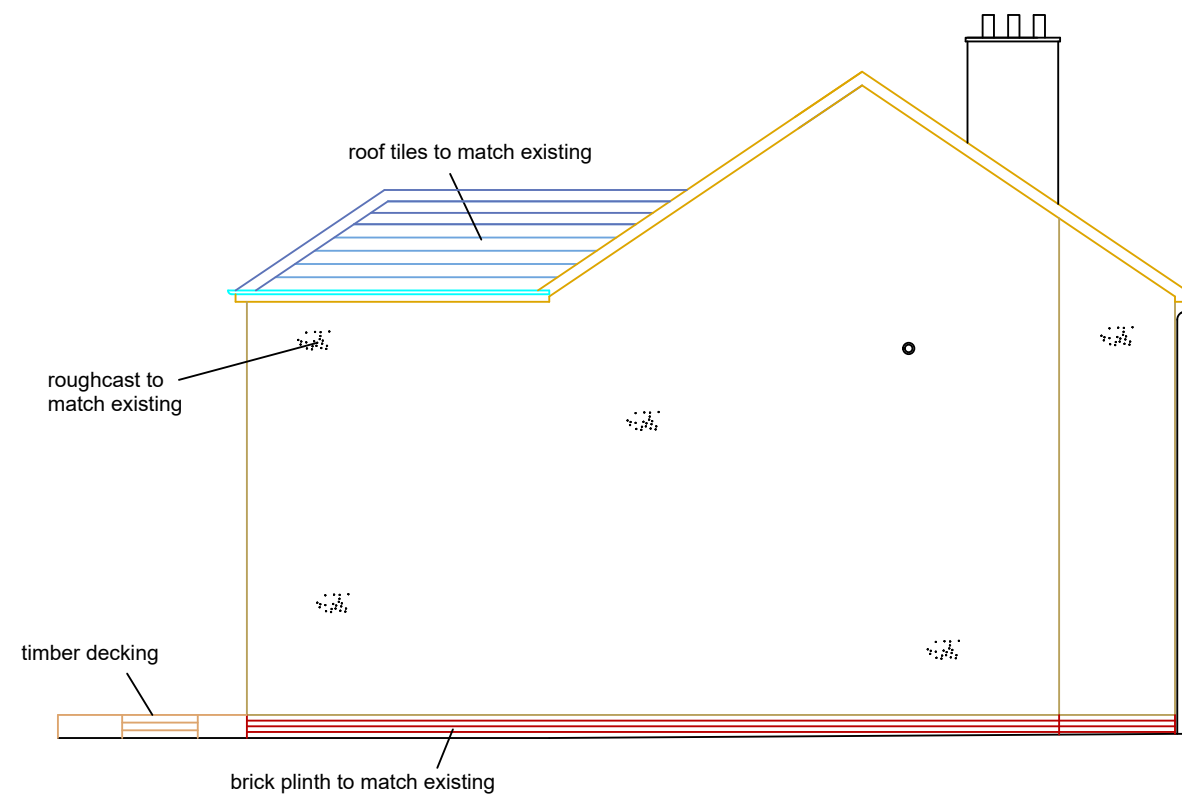 roof tiles to match existing
roughcast to
match existing
timber decking
brick plinth to match existing